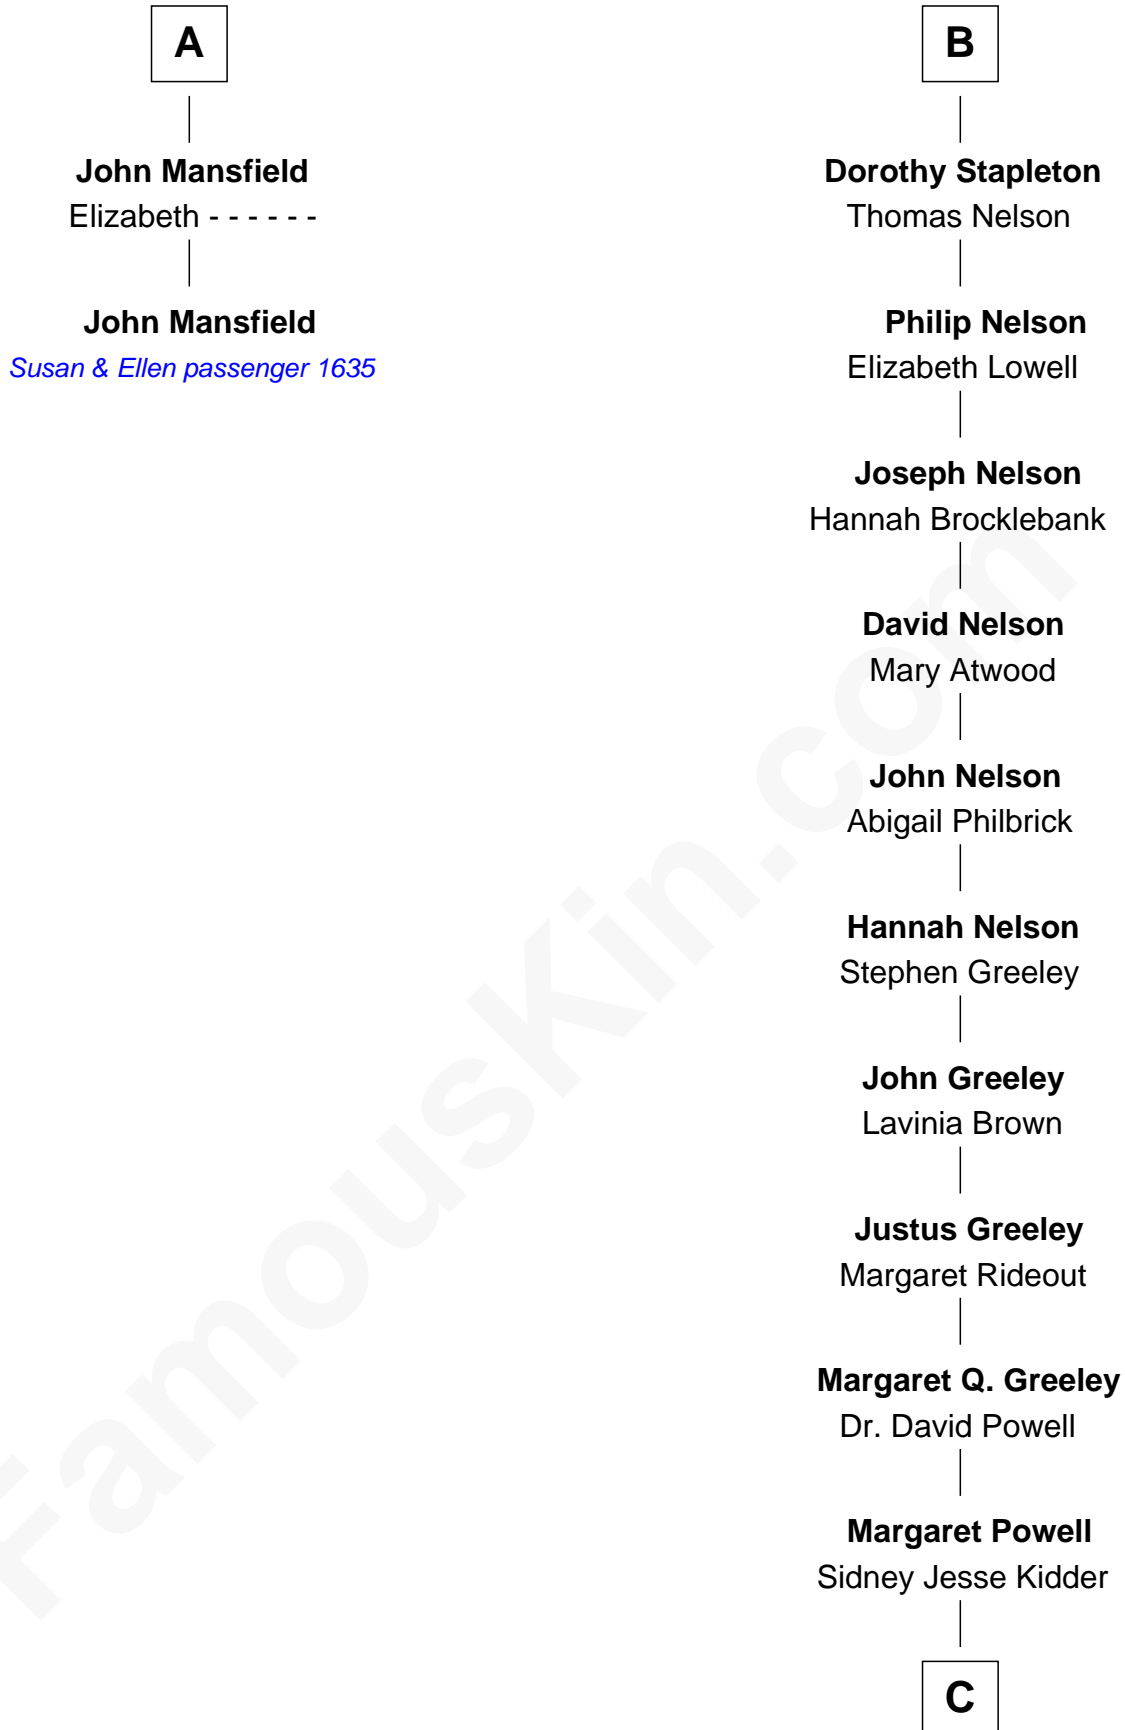 A
John Mansfield
Elizabeth - - - - - -
John Mansfield
Susan & Ellen passenger 1635
B
Dorothy Stapleton
Thomas Nelson
Philip Nelson
Elizabeth Lowell
Joseph Nelson
Hannah Brocklebank
David Nelson
Mary Atwood
John Nelson
Abigail Philbrick
Hannah Nelson
Stephen Greeley
John Greeley
Lavinia Brown
Justus Greeley
Margaret Rideout
Margaret Q. Greeley
Dr. David Powell
Margaret Powell
Sidney Jesse Kidder
C
FamousKin.com